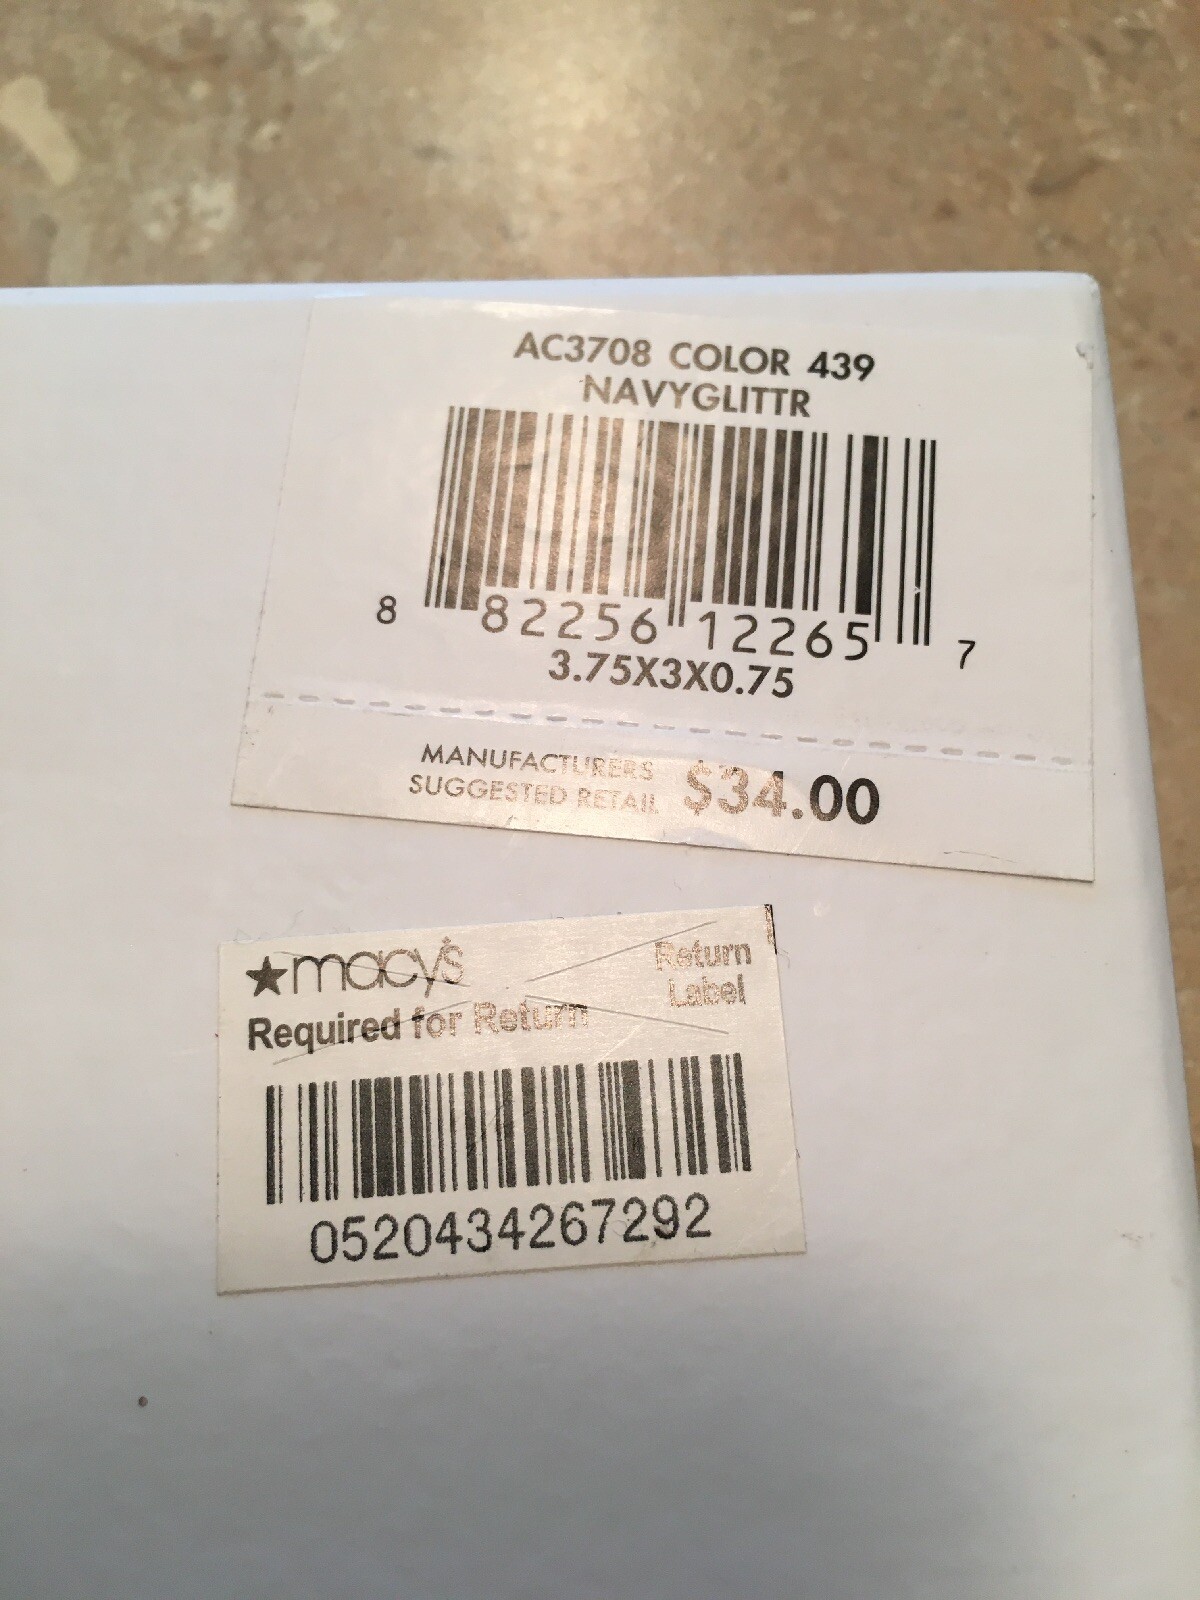 AC3708 COLOR 439
NAVYGLITTR
8 82256 12265 7
3.75X3X0.75
MANUFACTURERS
SUGGESTED RETAIL $34.00
★macy's
Return
Label
Required for Return
0520434267292